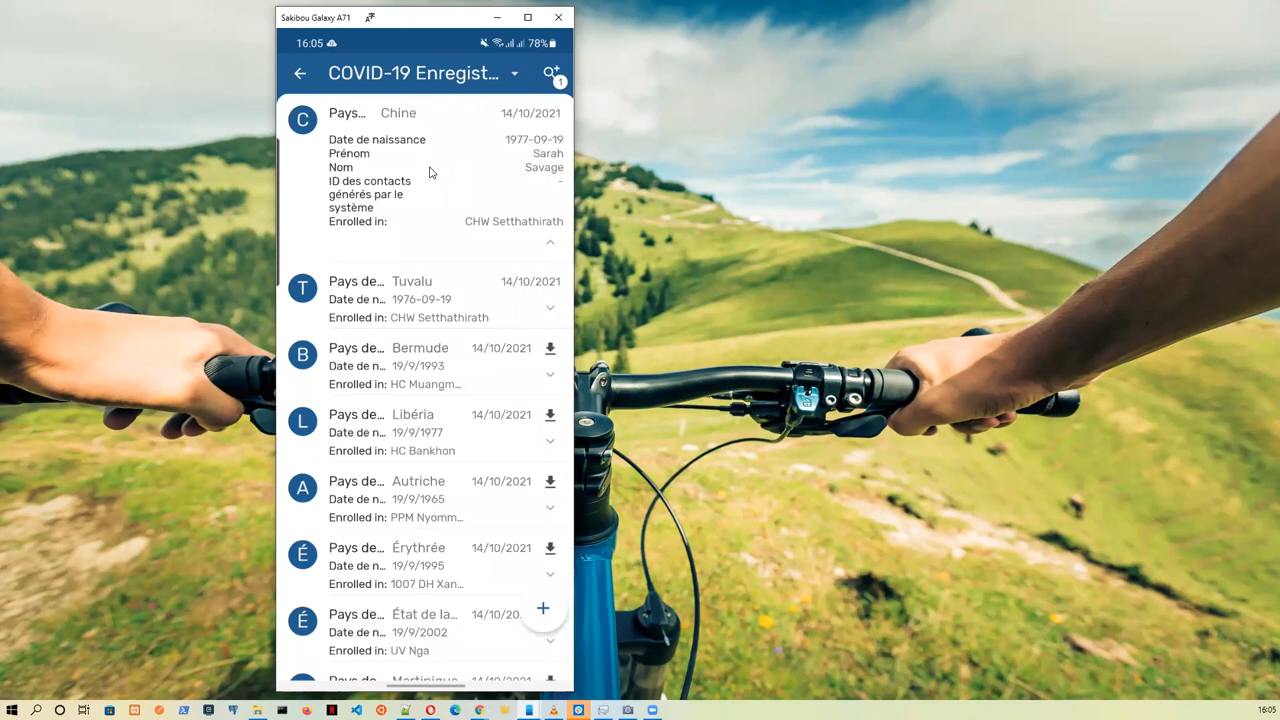 Sakibou Galaxy A71
16:05 78%
COVID-19 Enregist... 1
C Pays... Chine 14/10/2021
Date de naissance 1977-09-19
Prénom Sarah
Nom Savage
ID des contacts -
générés par le
système
Enrolled in: CHW Setthathirath
T Pays de... Tuvalu 14/10/2021
Date de n... 1976-09-19
Enrolled in: CHW Setthathirath
B Pays de... Bermude 14/10/2021
Date de n... 19/9/1993
Enrolled in: HC Muangm...
L Pays de... Libéria 14/10/2021
Date de n... 19/9/1977
Enrolled in: HC Bankhon
A Pays de... Autriche 14/10/2021
Date de n... 19/9/1965
Enrolled in: PPM Nyomm...
É Pays de... Érythrée 14/10/2021
Date de n... 19/9/1995
Enrolled in: 1007 DH Xan...
É Pays de... État de la... 14/10/20
Date de n... 19/9/2002
Enrolled in: UV Nga
Pays de... Martinique 14/10/2021
16:05